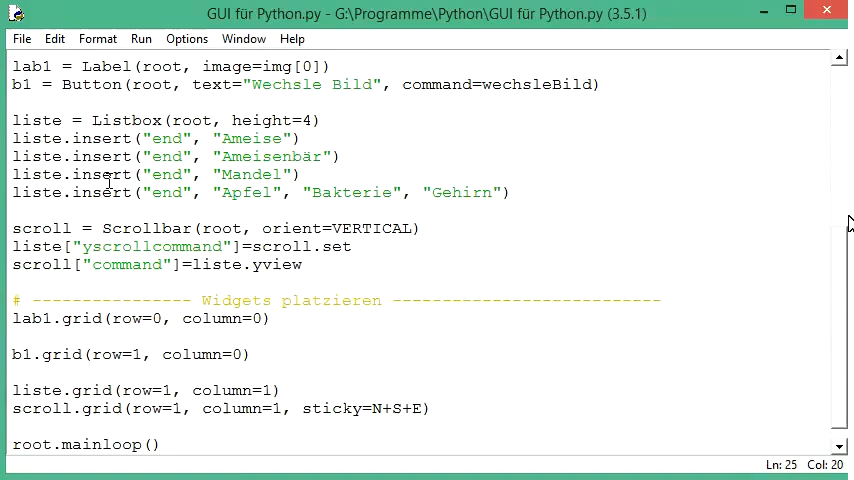 GUI für Python.py - G:\Programme\Python\GUI für Python.py (3.5.1)
File Edit Format Run Options Window Help
lab1 = Label(root, image=img[0])
b1 = Button(root, text="Wechsle Bild", command=wechsleBild)
liste = Listbox(root, height=4)
liste.insert("end", "Ameise")
liste.insert("end", "Ameisenbär")
liste.insert("end", "Mandel")
liste.insert("end", "Apfel", "Bakterie", "Gehirn")
scroll = Scrollbar(root, orient=VERTICAL)
liste["yscrollcommand"]=scroll.set
scroll["command"]=liste.yview
# ---------------- Widgets platzieren ---------------------------
lab1.grid(row=0, column=0)
b1.grid(row=1, column=0)
liste.grid(row=1, column=1)
scroll.grid(row=1, column=1, sticky=N+S+E)
root.mainloop()
Ln: 25 Col: 20